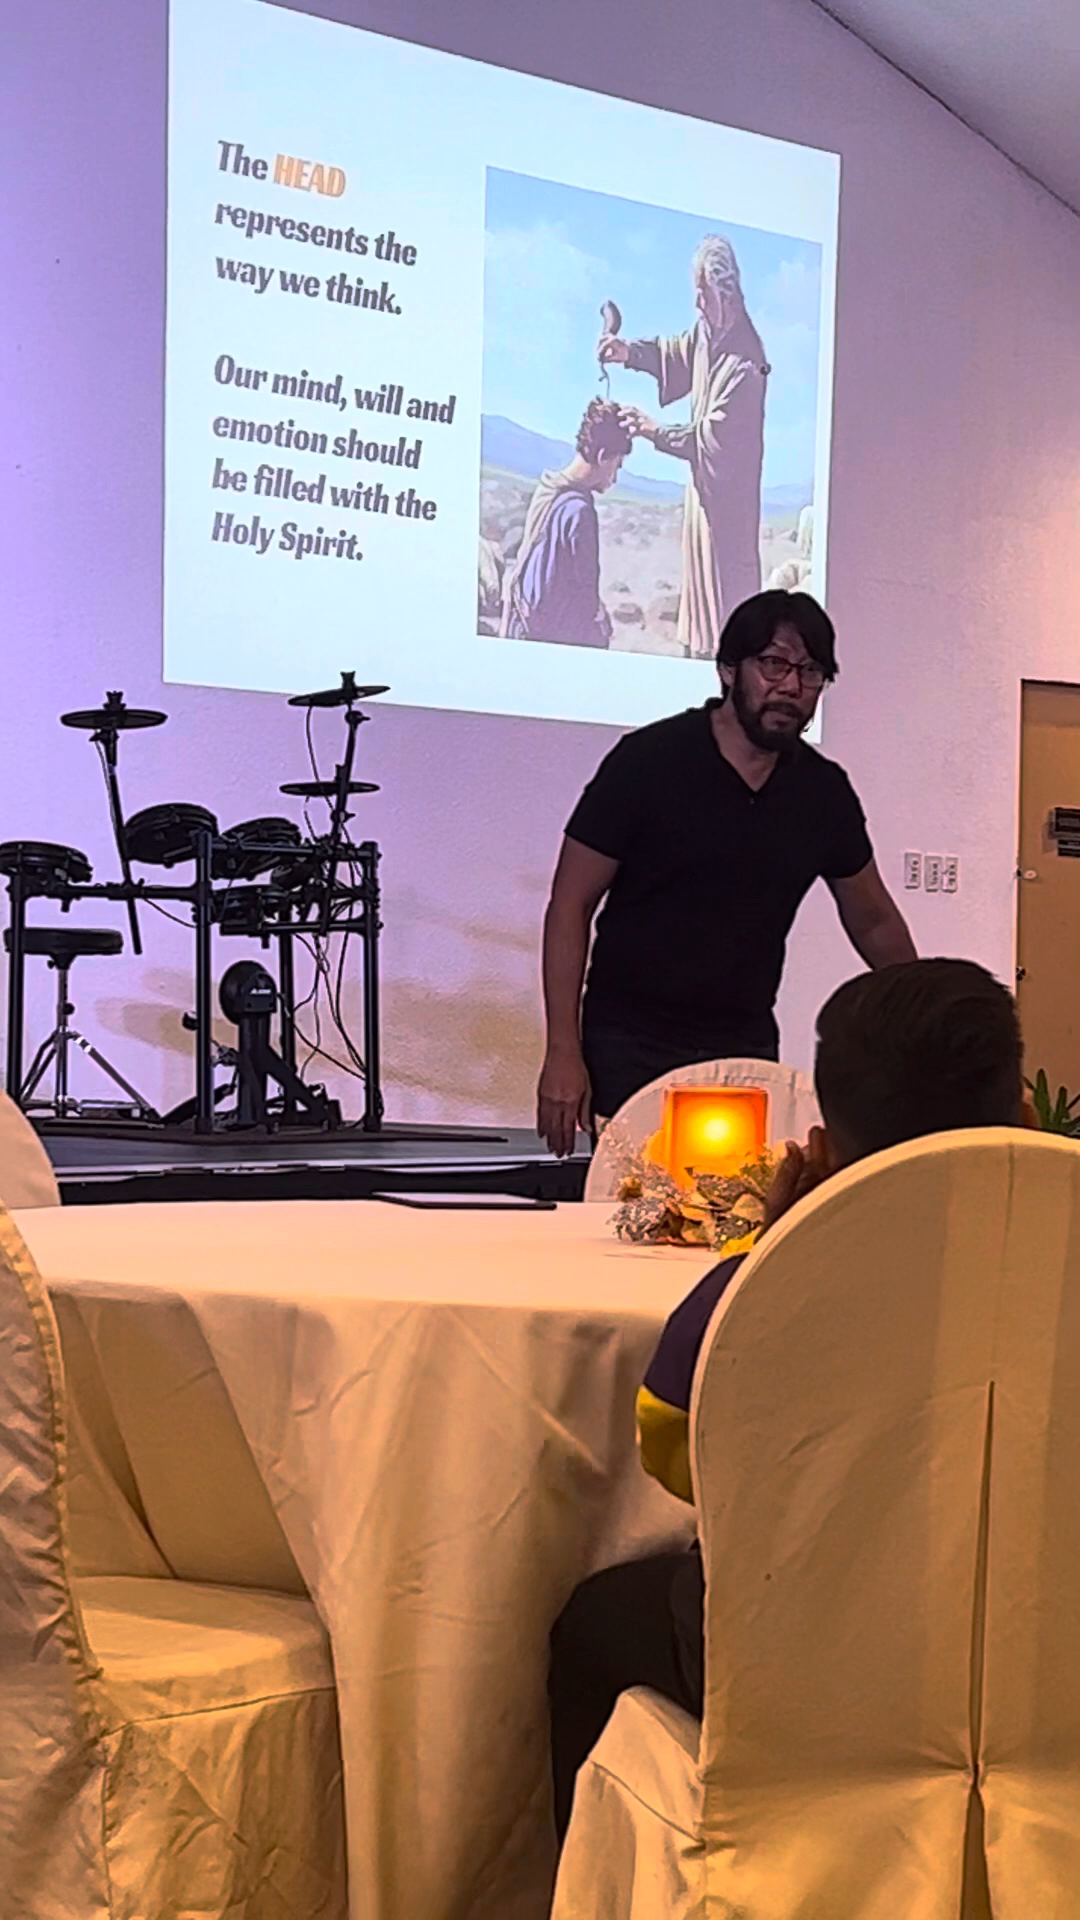 The HEAD
represents the
way we think.
Our mind, will and
emotion should
be filled with the
Holy Spirit.